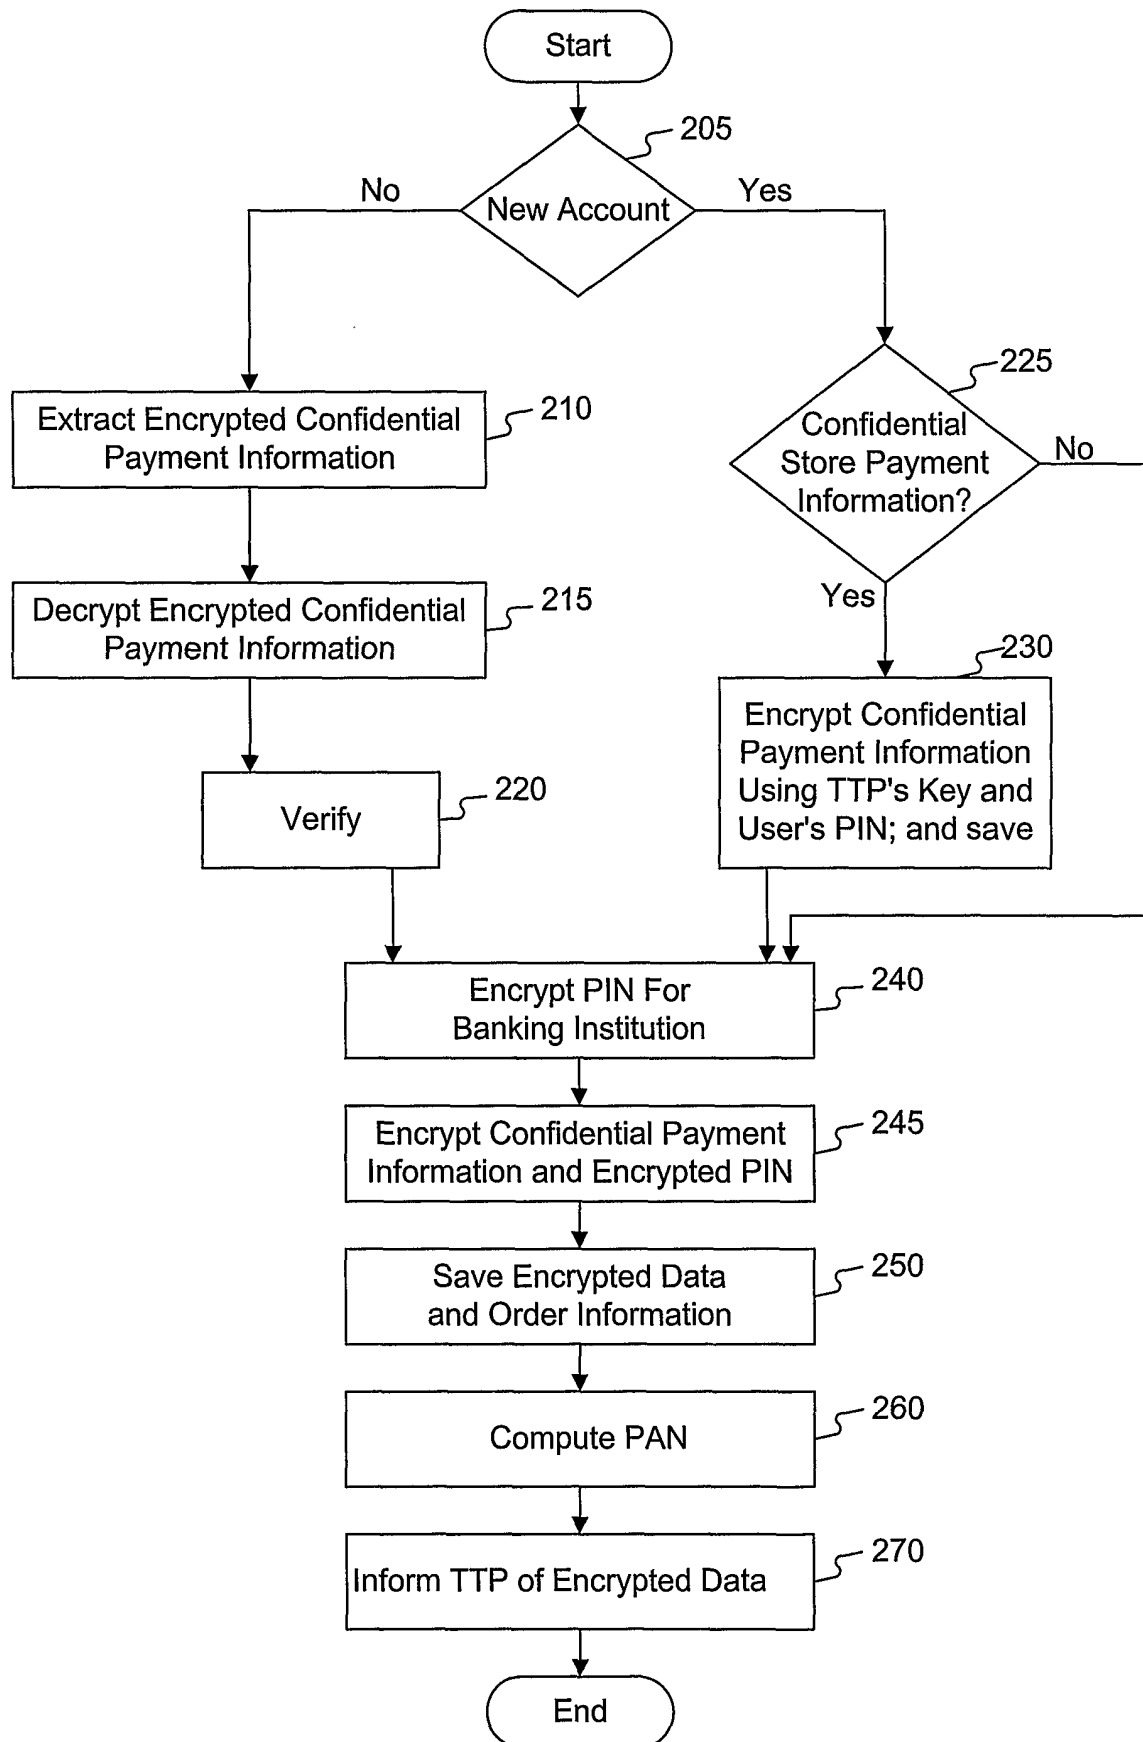 Start
205
No
Yes
New Account
225
Confidential
Store Payment
Information?
No
Yes
210
Extract Encrypted Confidential
Payment Information
215
Decrypt Encrypted Confidential
Payment Information
230
Encrypt Confidential
Payment Information
Using TTP's Key and
User's PIN; and save
220
Verify
240
Encrypt PIN For
Banking Institution
245
Encrypt Confidential Payment
Information and Encrypted PIN
250
Save Encrypted Data
and Order Information
260
Compute PAN
270
Inform TTP of Encrypted Data
End